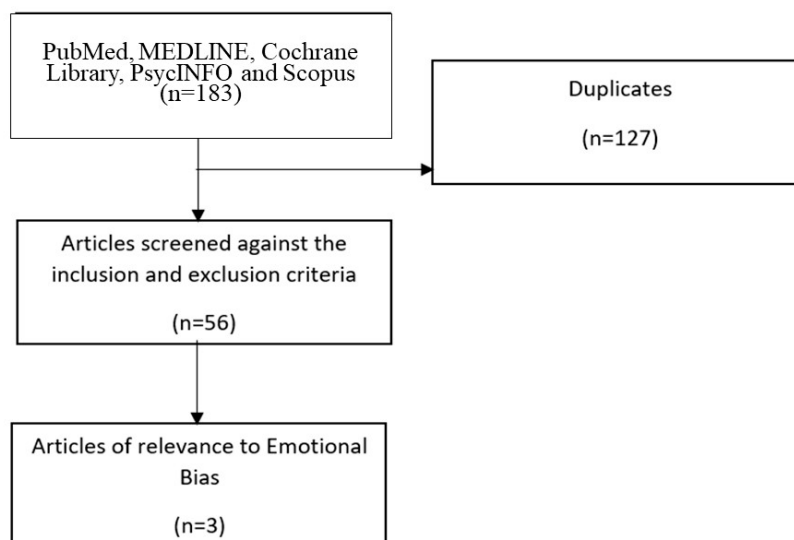 PubMed, MEDLINE, Cochrane
Library, PsycINFO and Scopus
(n=183)
Duplicates
(n=127)
Articles screened against the
inclusion and exclusion criteria
(n=56)
Articles of relevance to Emotional
Bias
(n=3)